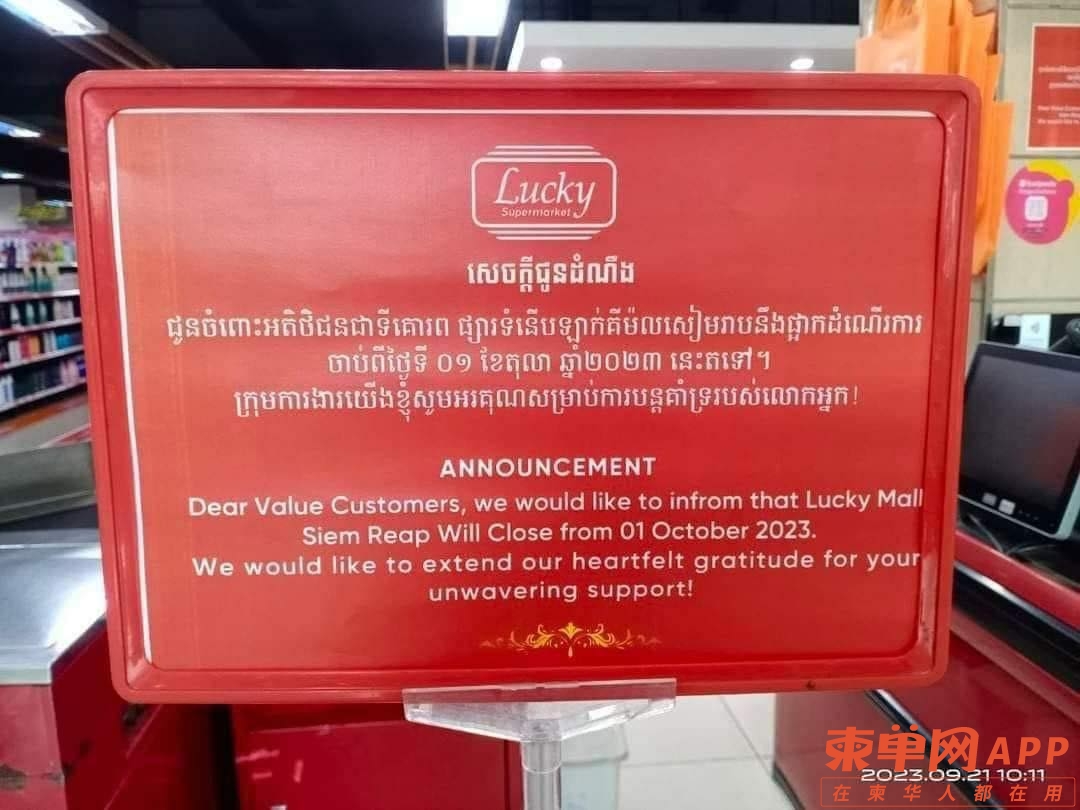 Lucky
Supermarket
សេចក្តីជូនដំណឹង
ជូនចំពោះអតិថិជនជាទីគោរព ផ្សារទំនើបឡាក់គីម៉លសៀមរាបនឹងផ្អាកដំណើរការ
ចាប់ពីថ្ងៃទី ០១ ខែតុលា ឆ្នាំ២០២៣ នេះតទៅ។
ក្រុមការងារយើងខ្ញុំសូមអរគុណសម្រាប់ការបន្តគាំទ្ររបស់លោកអ្នក!
ANNOUNCEMENT
Dear Value Customers, we would like to infrom that Lucky Mall
Siem Reap Will Close from 01 October 2023.
We would like to extend our heartfelt gratitude for your
unwavering support!
柬单网APP
2023.09.21 10:11
在柬华人都在用